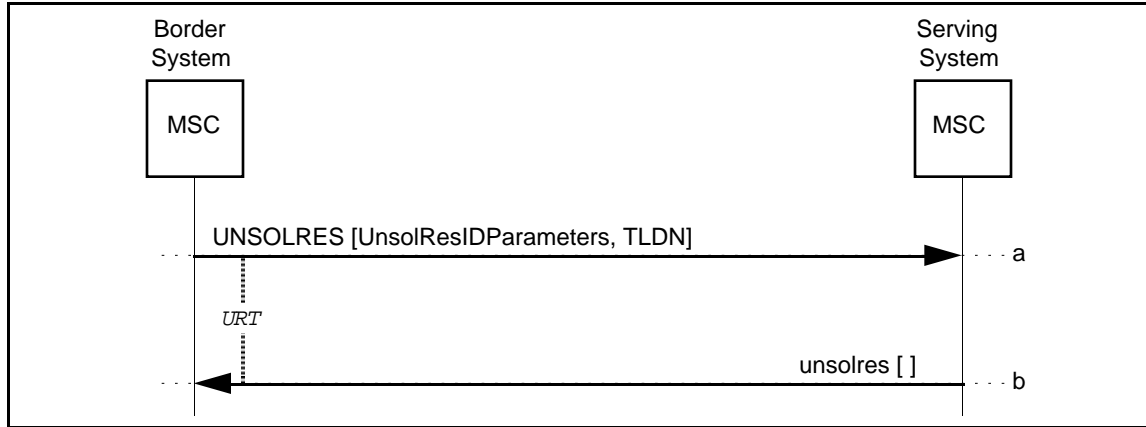 Border
System
Serving
System
MSC
MSC
UNSOLRES [UnsolResIDParameters, TLDN]
a
URT
unsolres [ ]
b